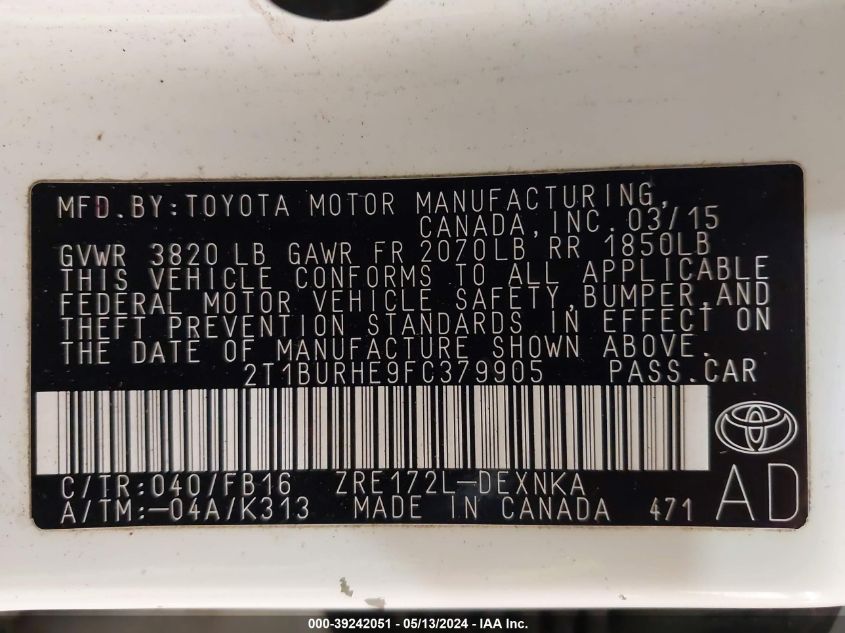 MFD.BY:TOYOTA MOTOR MANUFACTURING,
CANADA,INC.03/15
GVWR 3820 LB GAWR FR 2070LB RR 1850LB
THIS VEHICLE CONFORMS TO ALL APPLICABLE
FEDERAL MOTOR VEHICLE SAFETY,BUMPER,AND
THEFT PREVENTION STANDARDS IN EFFECT ON
THE DATE OF MANUFACTURE SHOWN ABOVE.
2T1BURHE9FC379905 PASS.CAR
C/TR:040/FB16 ZRE172L-DEXNKA
A/TM:-04A/K313 MADE IN CANADA 471 AD
000-39242051 - 05/13/2024 - IAA Inc.